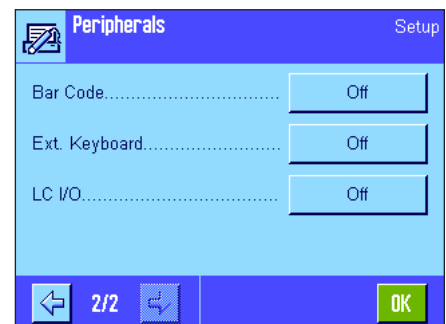 Peripherals Setup
Bar Code.............................. Off
Ext. Keyboard........................ Off
LC I/O.................................. Off
2/2 OK